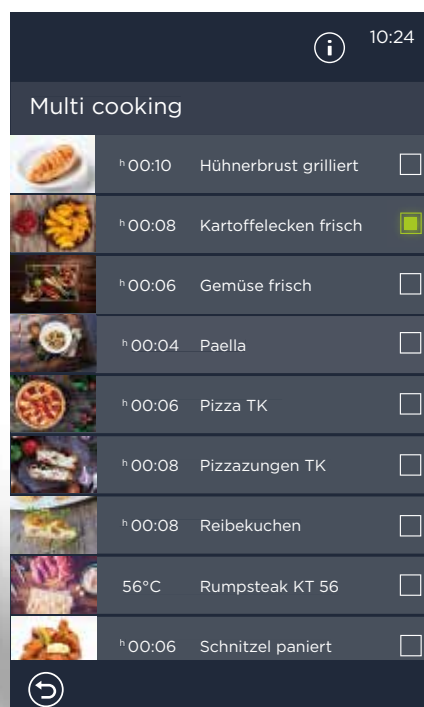 10:24
Multi cooking
h 00:10 Hühnerbrust grilliert
h 00:08 Kartoffelecken frisch
h 00:06 Gemüse frisch
h 00:04 Paella
h 00:06 Pizza TK
h 00:08 Pizzazungen TK
h 00:08 Reibekuchen
56°C Rumpsteak KT 56
h 00:06 Schnitzel paniert